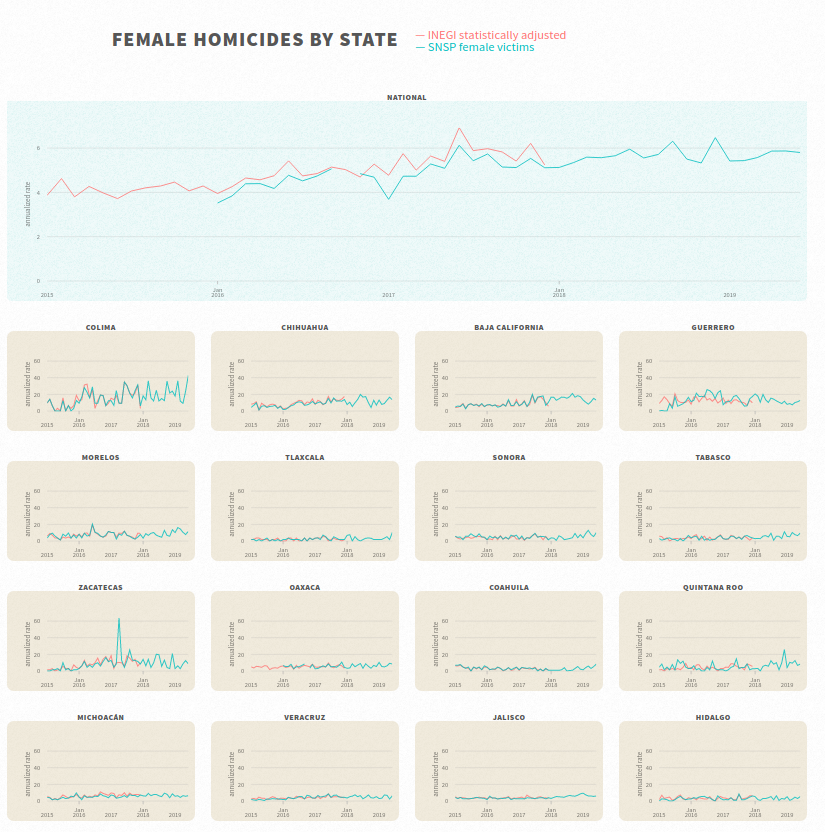 FEMALE HOMICIDES BY STATE
— INEGI statistically adjusted
— SNSP female victims
NATIONAL
annualized rate
6
4
2
0
2015
Jan
2016
2017
Jan
2018
2019
COLIMA
CHIHUAHUA
BAJA CALIFORNIA
GUERRERO
annualized rate
60
40
20
0
annualized rate
60
40
20
0
annualized rate
60
40
20
0
annualized rate
60
40
20
0
Jan Jan Jan Jan Jan Jan Jan Jan
2015 2016 2017 2018 2019 2015 2016 2017 2018 2019 2015 2016 2017 2018 2019 2015 2016 2017 2018 2019
MORELOS
TLAXCALA
SONORA
TABASCO
annualized rate
60
40
20
0
annualized rate
60
40
20
0
annualized rate
60
40
20
0
annualized rate
60
40
20
0
Jan Jan Jan Jan Jan Jan Jan Jan
2015 2016 2017 2018 2019 2015 2016 2017 2018 2019 2015 2016 2017 2018 2019 2015 2016 2017 2018 2019
ZACATECAS
OAXACA
COAHUILA
QUINTANA ROO
annualized rate
60
40
20
0
annualized rate
60
40
20
0
annualized rate
60
40
20
0
annualized rate
60
40
20
0
Jan Jan Jan Jan Jan Jan Jan Jan
2015 2016 2017 2018 2019 2015 2016 2017 2018 2019 2015 2016 2017 2018 2019 2015 2016 2017 2018 2019
MICHOACÁN
VERACRUZ
JALISCO
HIDALGO
annualized rate
60
40
20
0
annualized rate
60
40
20
0
annualized rate
60
40
20
0
annualized rate
60
40
20
0
Jan Jan Jan Jan Jan Jan Jan Jan
2015 2016 2017 2018 2019 2015 2016 2017 2018 2019 2015 2016 2017 2018 2019 2015 2016 2017 2018 2019